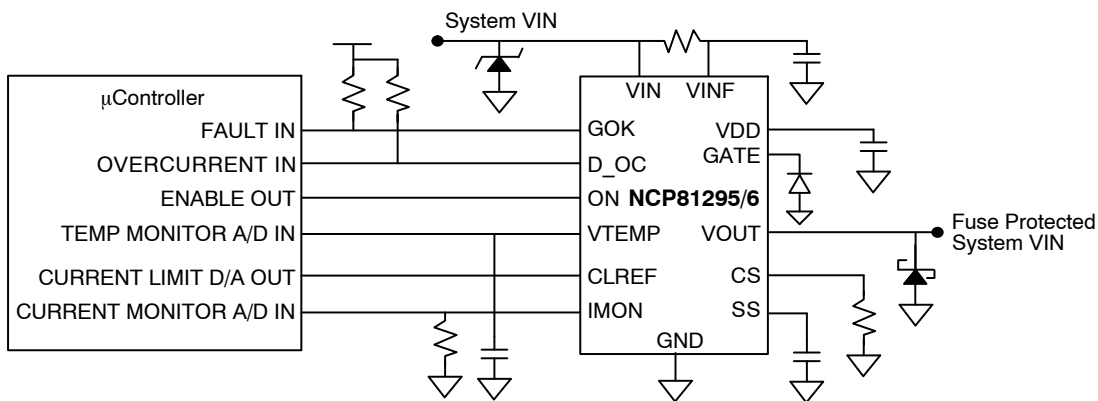 System VIN
μController
FAULT IN
OVERCURRENT IN
ENABLE OUT
TEMP MONITOR A/D IN
CURRENT LIMIT D/A OUT
CURRENT MONITOR A/D IN
VIN VINF
GOK VDD
GATE
D_OC
ON NCP81295/6
VTEMP VOUT
CLREF CS
IMON SS
GND
Fuse Protected
System VIN